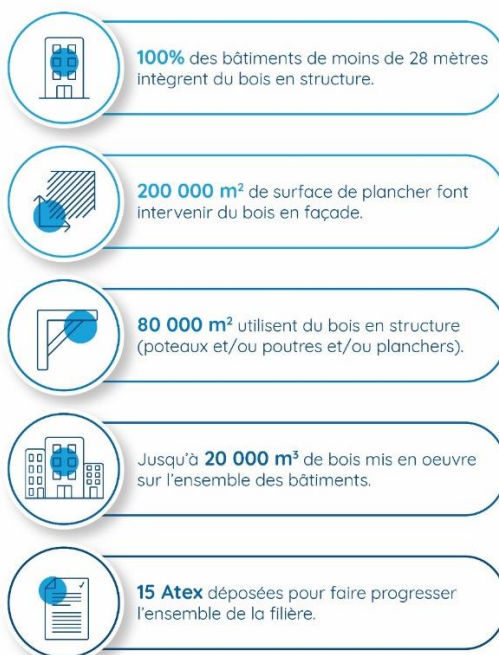 100% des bâtiments de moins de 28 mètres
intègrent du bois en structure.
200 000 m² de surface de plancher font
intervenir du bois en façade.
80 000 m² utilisent du bois en structure
(poteaux et/ou poutres et/ou planchers).
Jusqu'à 20 000 m³ de bois mis en oeuvre
sur l'ensemble des bâtiments.
15 Atex déposées pour faire progresser
l'ensemble de la filière.